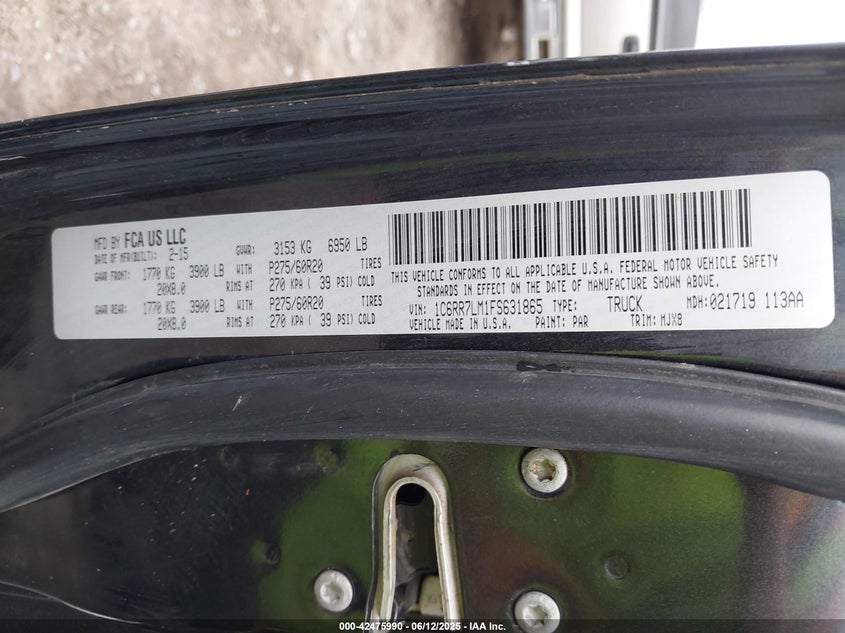 MFD BY FCA US LLC
DATE OF MFR(BUILT): 2-15 GVWR: 3153 KG 6950 LB
GAWR FRONT: 1770 KG 3900 LB WITH P275/60R20 TIRES
20X8.0 RIMS AT 270 KPA ( 39 PSI) COLD
GAWR REAR: 1770 KG 3900 LB WITH P275/60R20 TIRES
20X8.0 RIMS AT 270 KPA ( 39 PSI) COLD
THIS VEHICLE CONFORMS TO ALL APPLICABLE U.S.A. FEDERAL MOTOR VEHICLE SAFETY
STANDARDS IN EFFECT ON THE DATE OF MANUFACTURE SHOWN ABOVE.
VIN: 1C6RR7LM1FS631865 TYPE: TRUCK MDH: 021719 113AA
VEHICLE MADE IN U.S.A. PAINT: PAR TRIM: MJX8
000-42475990 - 06/12/2025 - IAA Inc.